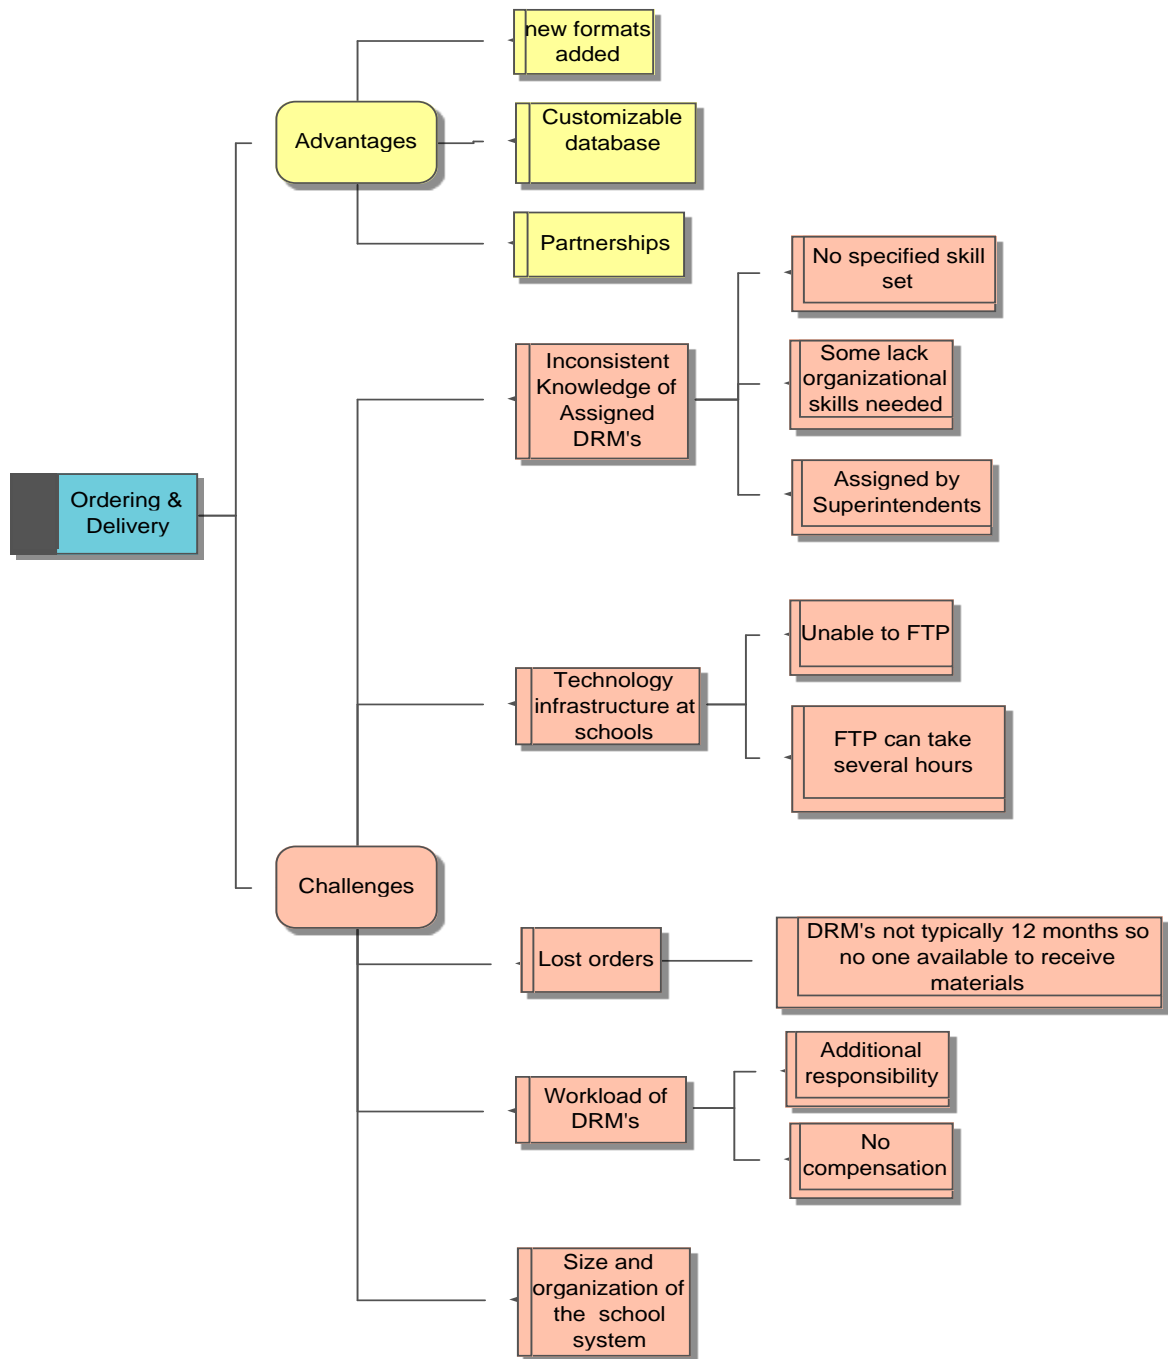 new formats
added
Advantages
Customizable
database
Partnerships
No specified skill
set
Inconsistent
Knowledge of
Assigned
DRM's
Some lack
organizational
skills needed
Assigned by
Superintendents
Ordering &
Delivery
Unable to FTP
Technology
infrastructure at
schools
FTP can take
several hours
Challenges
Lost orders
DRM's not typically 12 months so
no one available to receive
materials
Additional
responsibility
Workload of
DRM's
No
compensation
Size and
organization of
the school
system